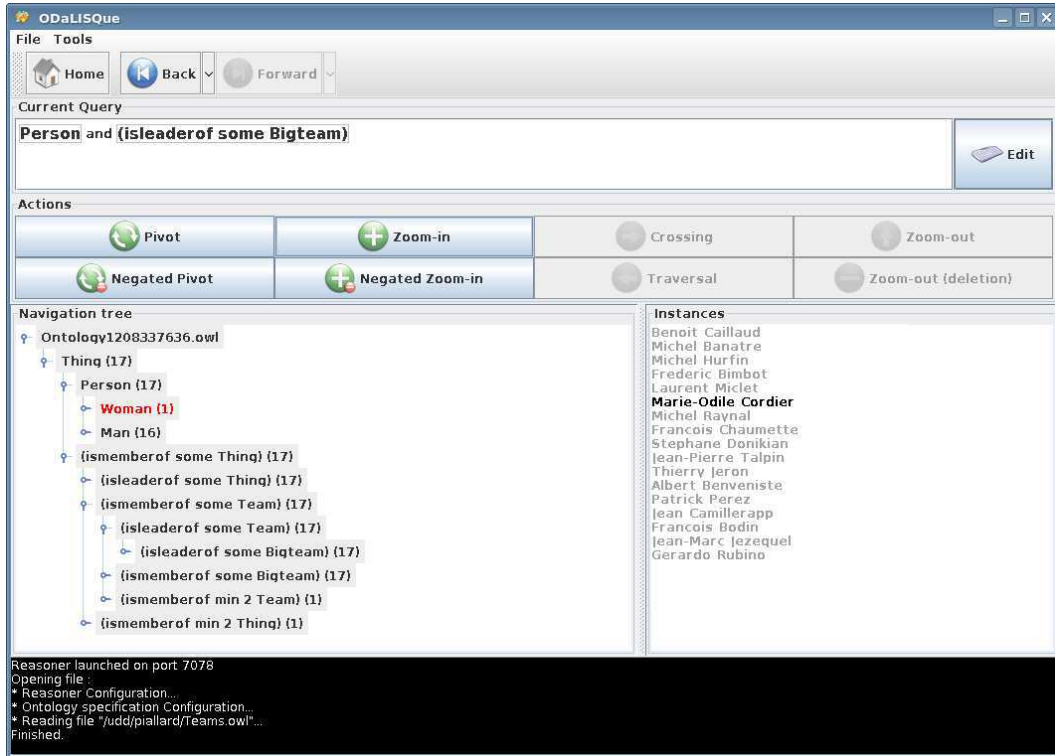 ODaLISQue
File Tools
Home Back Forward
Current Query
Person and (isleaderof some Bigteam)
Edit
Actions
Pivot Zoom-in Crossing Zoom-out
Negated Pivot Negated Zoom-in Traversal Zoom-out (deletion)
Navigation tree
Ontology1208337636.owl
Thing (17)
Person (17)
Woman (1)
Man (16)
(ismemberof some Thing) (17)
(isleaderof some Thing) (17)
(ismemberof some Team) (17)
(isleaderof some Team) (17)
(isleaderof some Bigteam) (17)
(ismemberof some Bigteam) (17)
(ismemberof min 2 Team) (1)
(ismemberof min 2 Thing) (1)
Instances
Benoit Caillaud
Michel Banatre
Michel Hurfin
Frederic Bimbot
Laurent Miclet
Marie-Odile Cordier
Michel Raynal
Francois Chaumette
Stephane Donikian
Jean-Pierre Talpin
Thierry Jeron
Albert Benveniste
Patrick Perez
Jean Camillerapp
Francois Bodin
Jean-Marc Jezequel
Gerardo Rubino
Reasoner launched on port 7078
Opening file :
* Reasoner Configuration...
* Ontology specification Configuration...
* Reading file "/udd/piallard/Teams.owl"...
Finished.